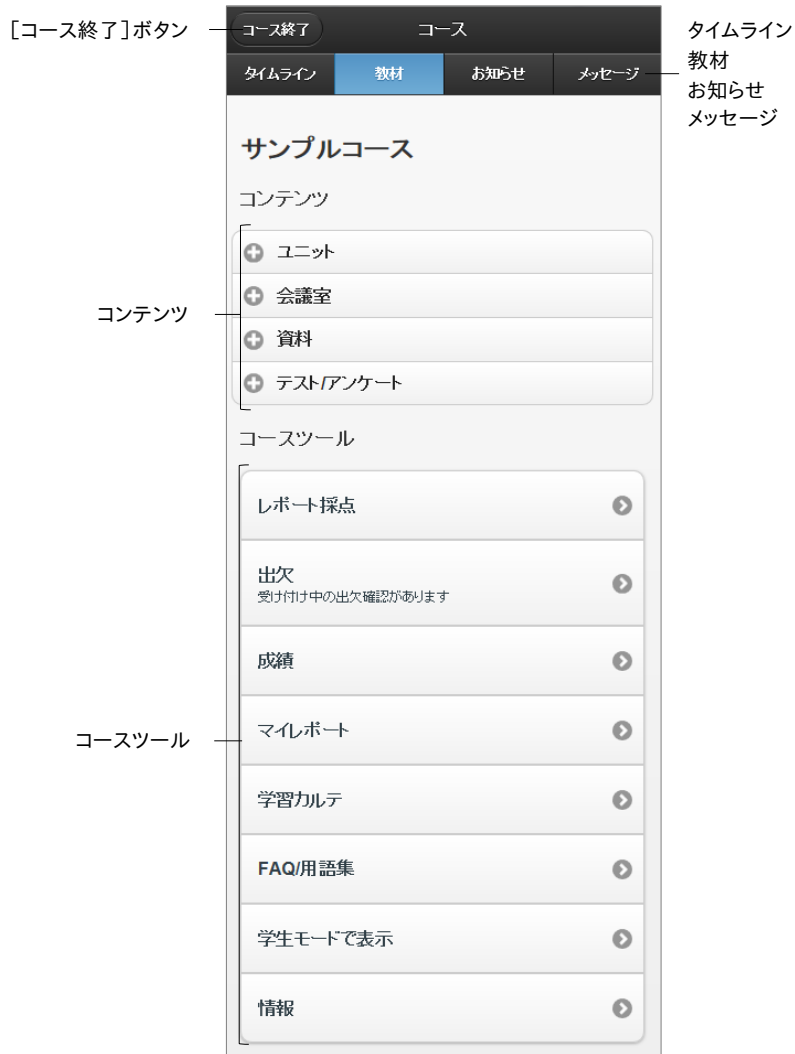 ［コース終了］ボタン
コース終了
コース
タイムライン
教材
お知らせ
メッセージ
タイムライン
教材
お知らせ
メッセージ
サンプルコース
コンテンツ
ユニット
会議室
資料
テスト/アンケート
コンテンツ
コースツール
レポート採点
出欠
受け付け中の出欠確認があります
成績
マイレポート
コースツール
学習カルテ
FAQ/用語集
学生モードで表示
情報